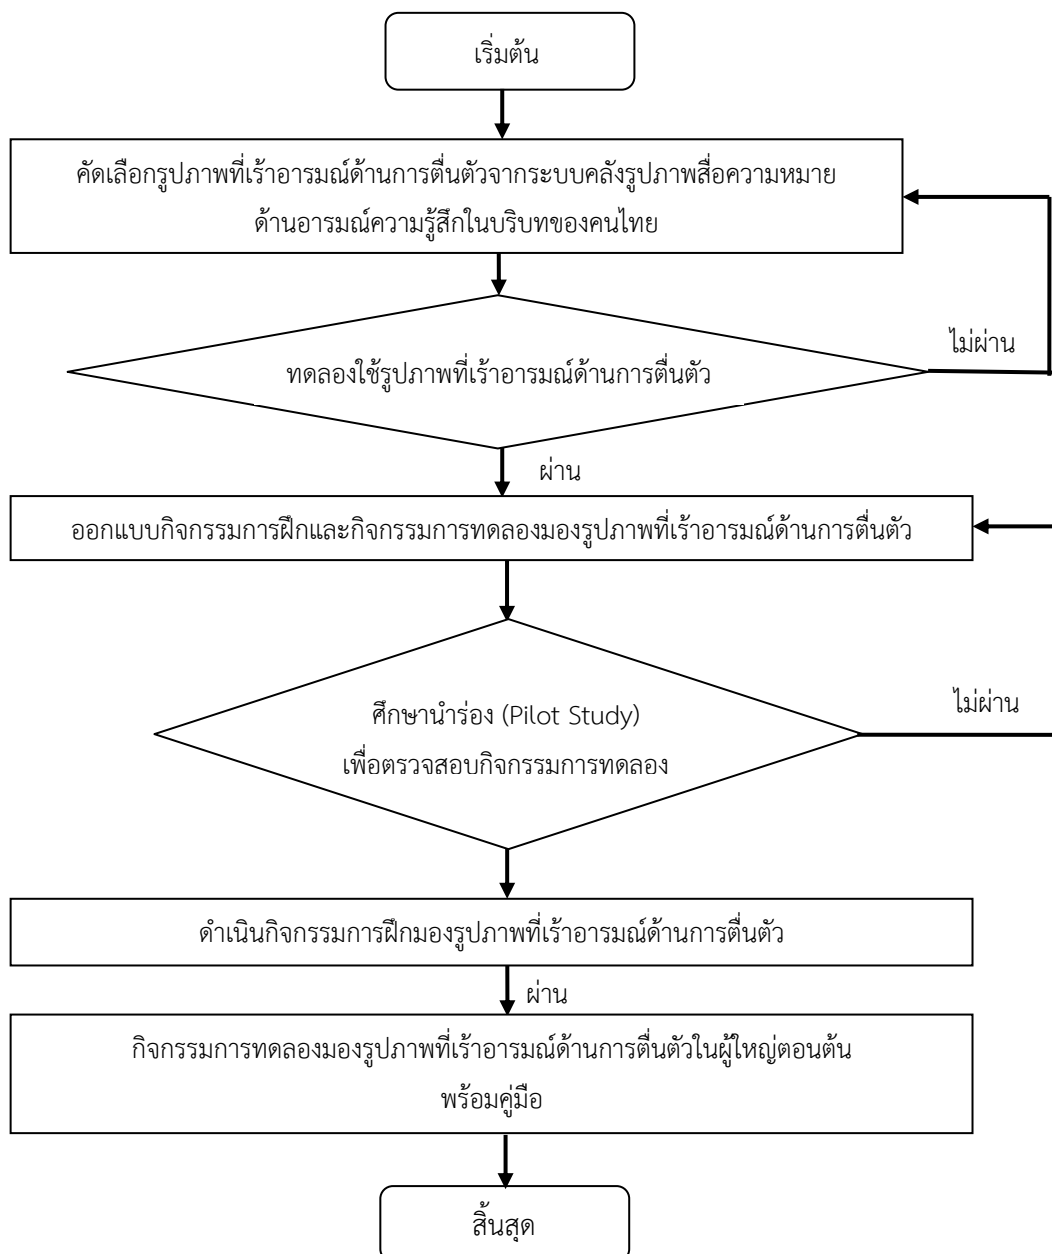 เริ่มต้น
คัดเลือกรูปภาพที่เร้าอารมณ์ด้านการตื่นตัวจากระบบคลังรูปภาพสื่อความหมาย
ด้านอารมณ์ความรู้สึกในบริบทของคนไทย
ไม่ผ่าน
ทดลองใช้รูปภาพที่เร้าอารมณ์ด้านการตื่นตัว
ผ่าน
ออกแบบกิจกรรมการฝึกและกิจกรรมการทดลองมองรูปภาพที่เร้าอารมณ์ด้านการตื่นตัว
ไม่ผ่าน
ศึกษานำร่อง (Pilot Study)
เพื่อตรวจสอบกิจกรรมการทดลอง
ดำเนินกิจกรรมการฝึกมองรูปภาพที่เร้าอารมณ์ด้านการตื่นตัว
ผ่าน
กิจกรรมการทดลองมองรูปภาพที่เร้าอารมณ์ด้านการตื่นตัวในผู้ใหญ่ตอนต้น
พร้อมคู่มือ
สิ้นสุด